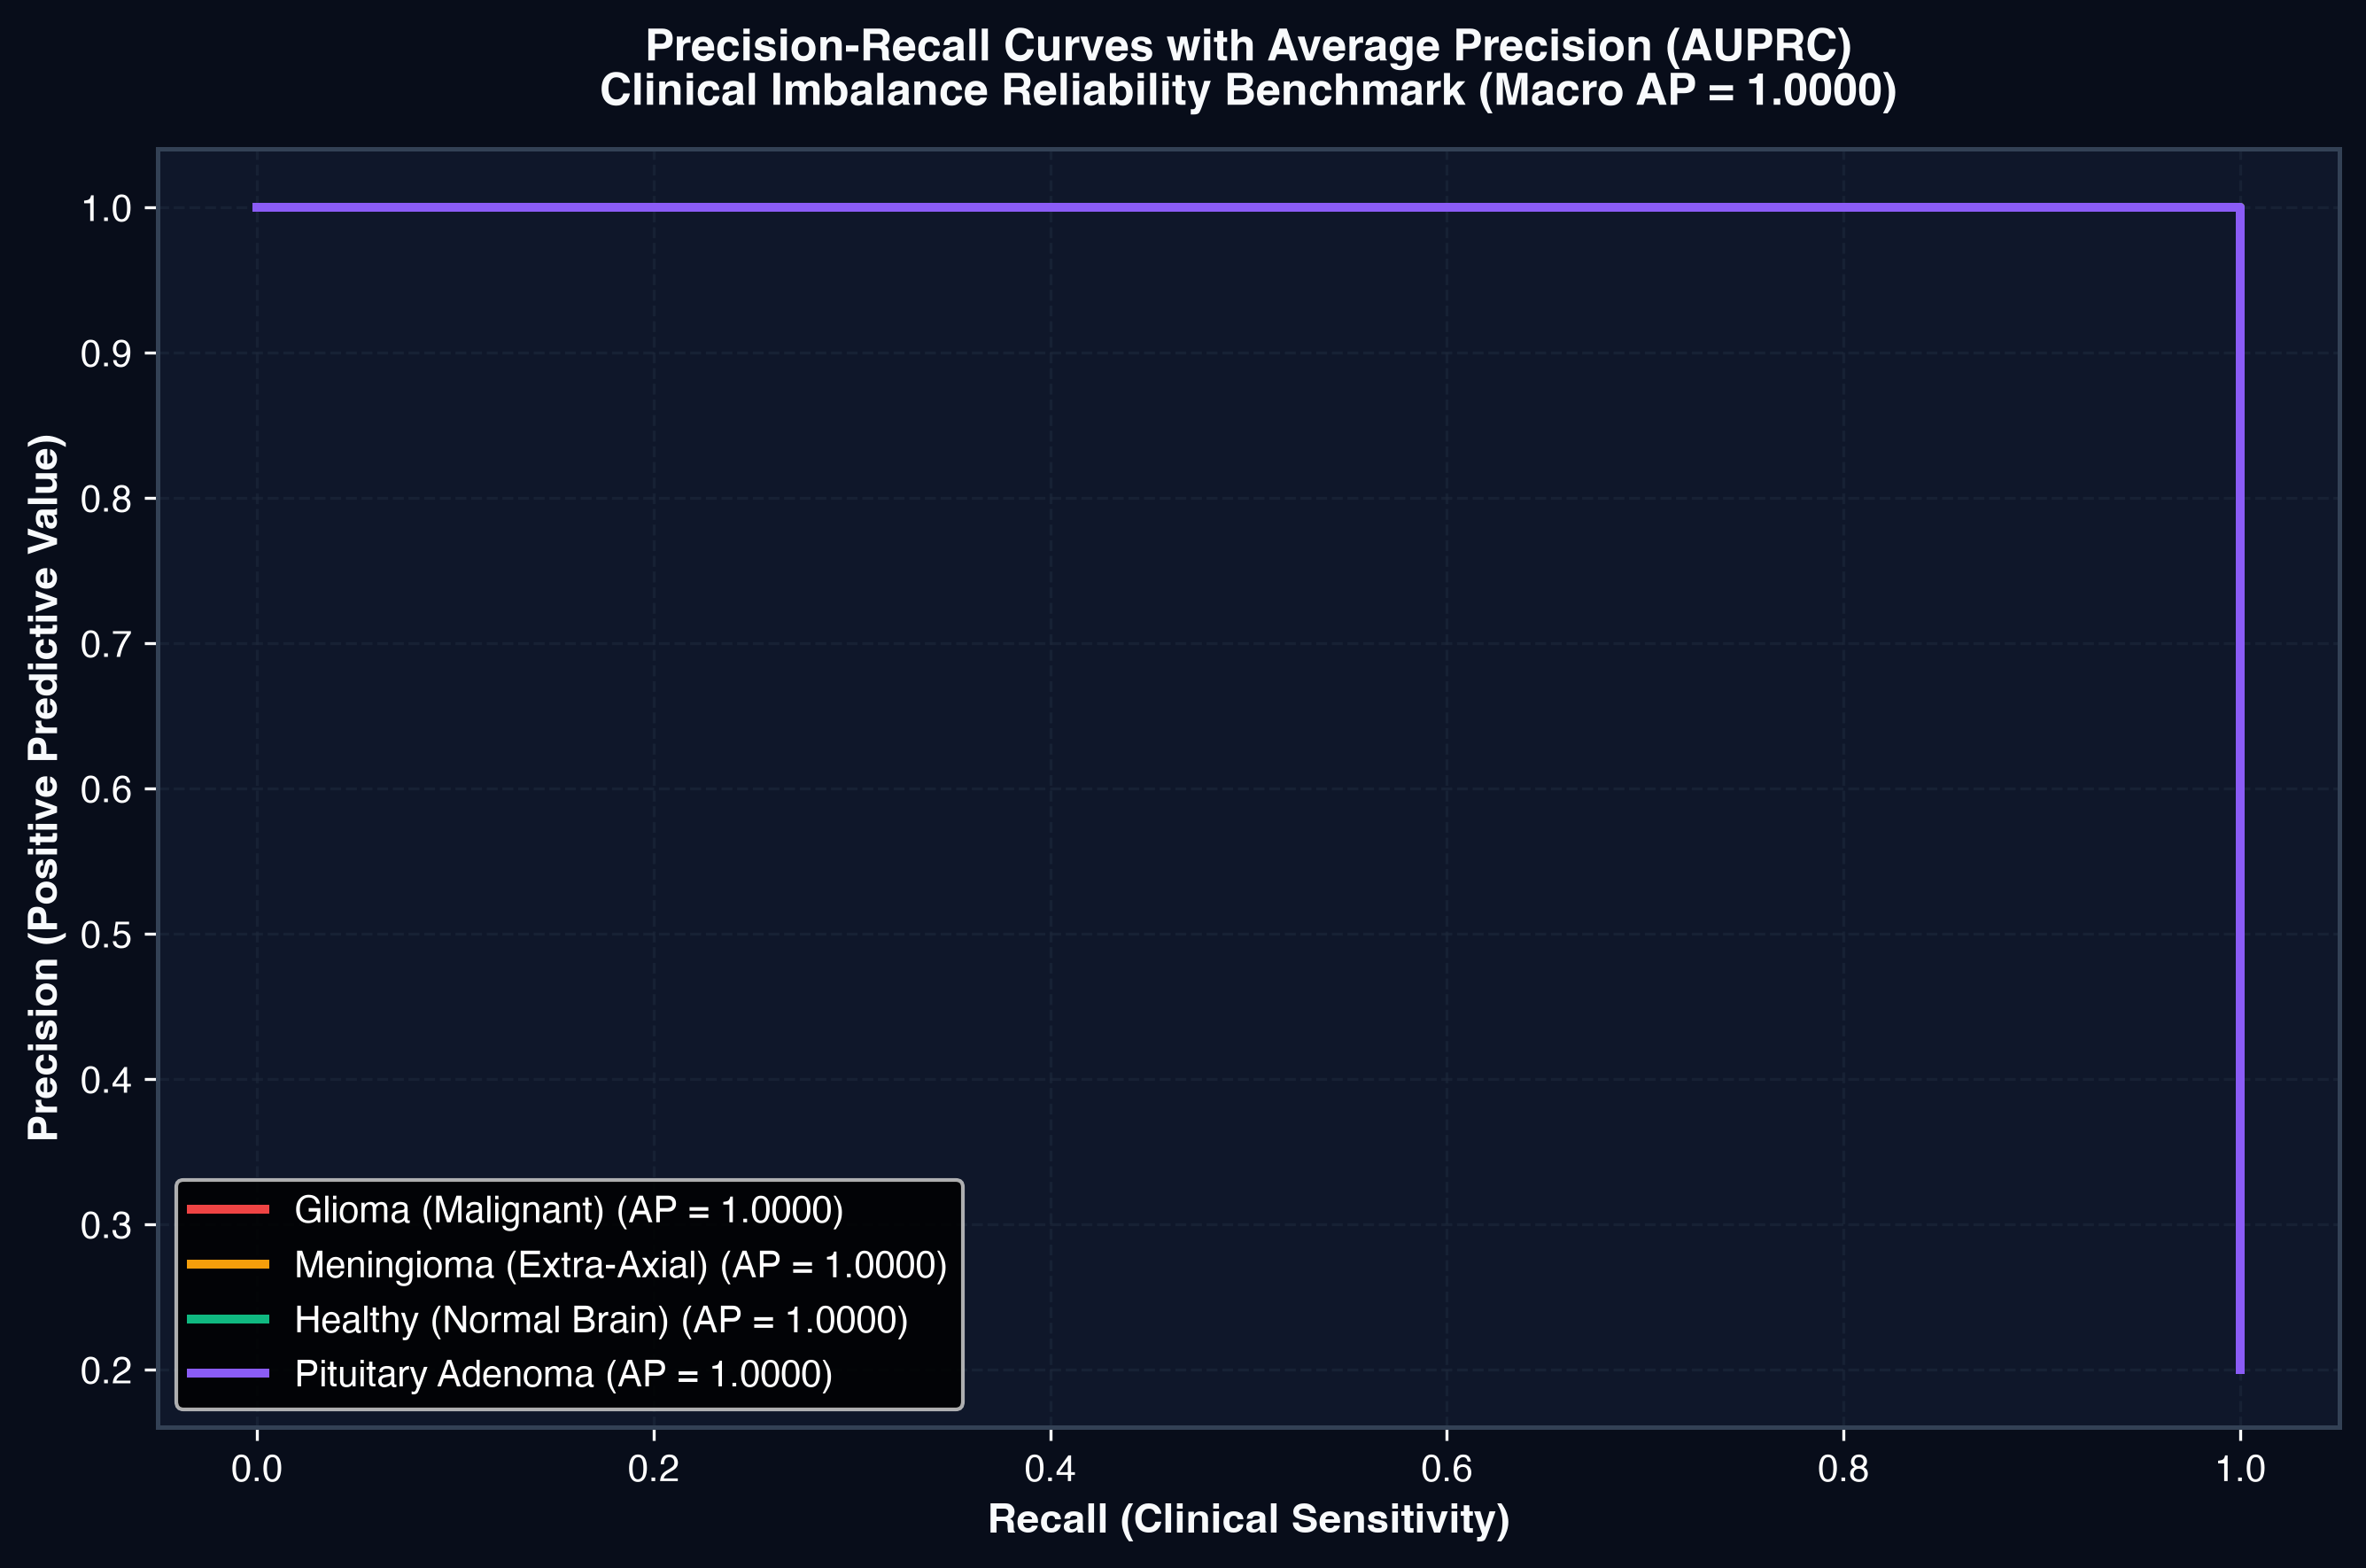 Precision-Recall Curves with Average Precision (AUPRC)
Clinical Imbalance Reliability Benchmark (Macro AP = 1.0000)
Precision (Positive Predictive Value)
1.0
0.9
0.8
0.7
0.6
0.5
0.4
0.3
0.2
Glioma (Malignant) (AP = 1.0000)
Meningioma (Extra-Axial) (AP = 1.0000)
Healthy (Normal Brain) (AP = 1.0000)
Pituitary Adenoma (AP = 1.0000)
0.0 0.2 0.4 0.6 0.8 1.0
Recall (Clinical Sensitivity)